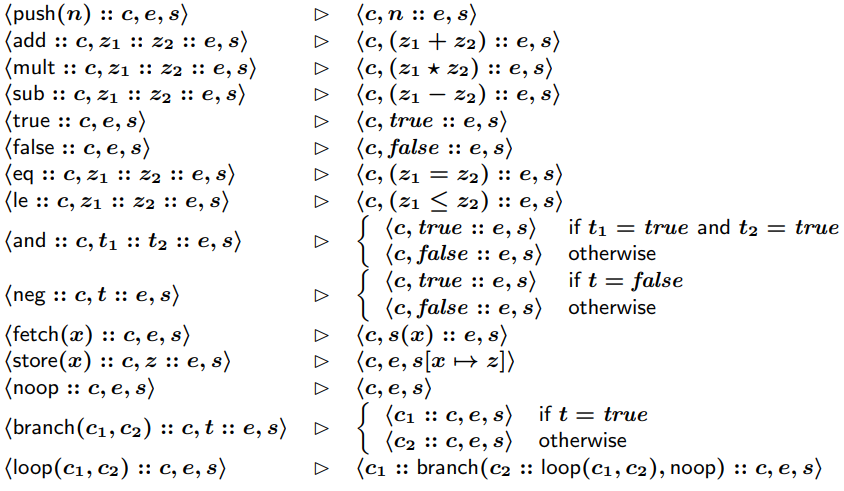 ⟨push(n) :: c, e, s⟩ ▷ ⟨c, n :: e, s⟩
⟨add :: c, z₁ :: z₂ :: e, s⟩ ▷ ⟨c, (z₁ + z₂) :: e, s⟩
⟨mult :: c, z₁ :: z₂ :: e, s⟩ ▷ ⟨c, (z₁ ⋆ z₂) :: e, s⟩
⟨sub :: c, z₁ :: z₂ :: e, s⟩ ▷ ⟨c, (z₁ − z₂) :: e, s⟩
⟨true :: c, e, s⟩ ▷ ⟨c, true :: e, s⟩
⟨false :: c, e, s⟩ ▷ ⟨c, false :: e, s⟩
⟨eq :: c, z₁ :: z₂ :: e, s⟩ ▷ ⟨c, (z₁ = z₂) :: e, s⟩
⟨le :: c, z₁ :: z₂ :: e, s⟩ ▷ ⟨c, (z₁ ≤ z₂) :: e, s⟩
⟨and :: c, t₁ :: t₂ :: e, s⟩ ▷ { ⟨c, true :: e, s⟩ if t₁ = true and t₂ = true
⟨c, false :: e, s⟩ otherwise
⟨neg :: c, t :: e, s⟩ ▷ { ⟨c, true :: e, s⟩ if t = false
⟨c, false :: e, s⟩ otherwise
⟨fetch(x) :: c, e, s⟩ ▷ ⟨c, s(x) :: e, s⟩
⟨store(x) :: c, z :: e, s⟩ ▷ ⟨c, e, s[x ↦ z]⟩
⟨noop :: c, e, s⟩ ▷ ⟨c, e, s⟩
⟨branch(c₁, c₂) :: c, t :: e, s⟩ ▷ { ⟨c₁ :: c, e, s⟩ if t = true
⟨c₂ :: c, e, s⟩ otherwise
⟨loop(c₁, c₂) :: c, e, s⟩ ▷ ⟨c₁ :: branch(c₂ :: loop(c₁, c₂), noop) :: c, e, s⟩